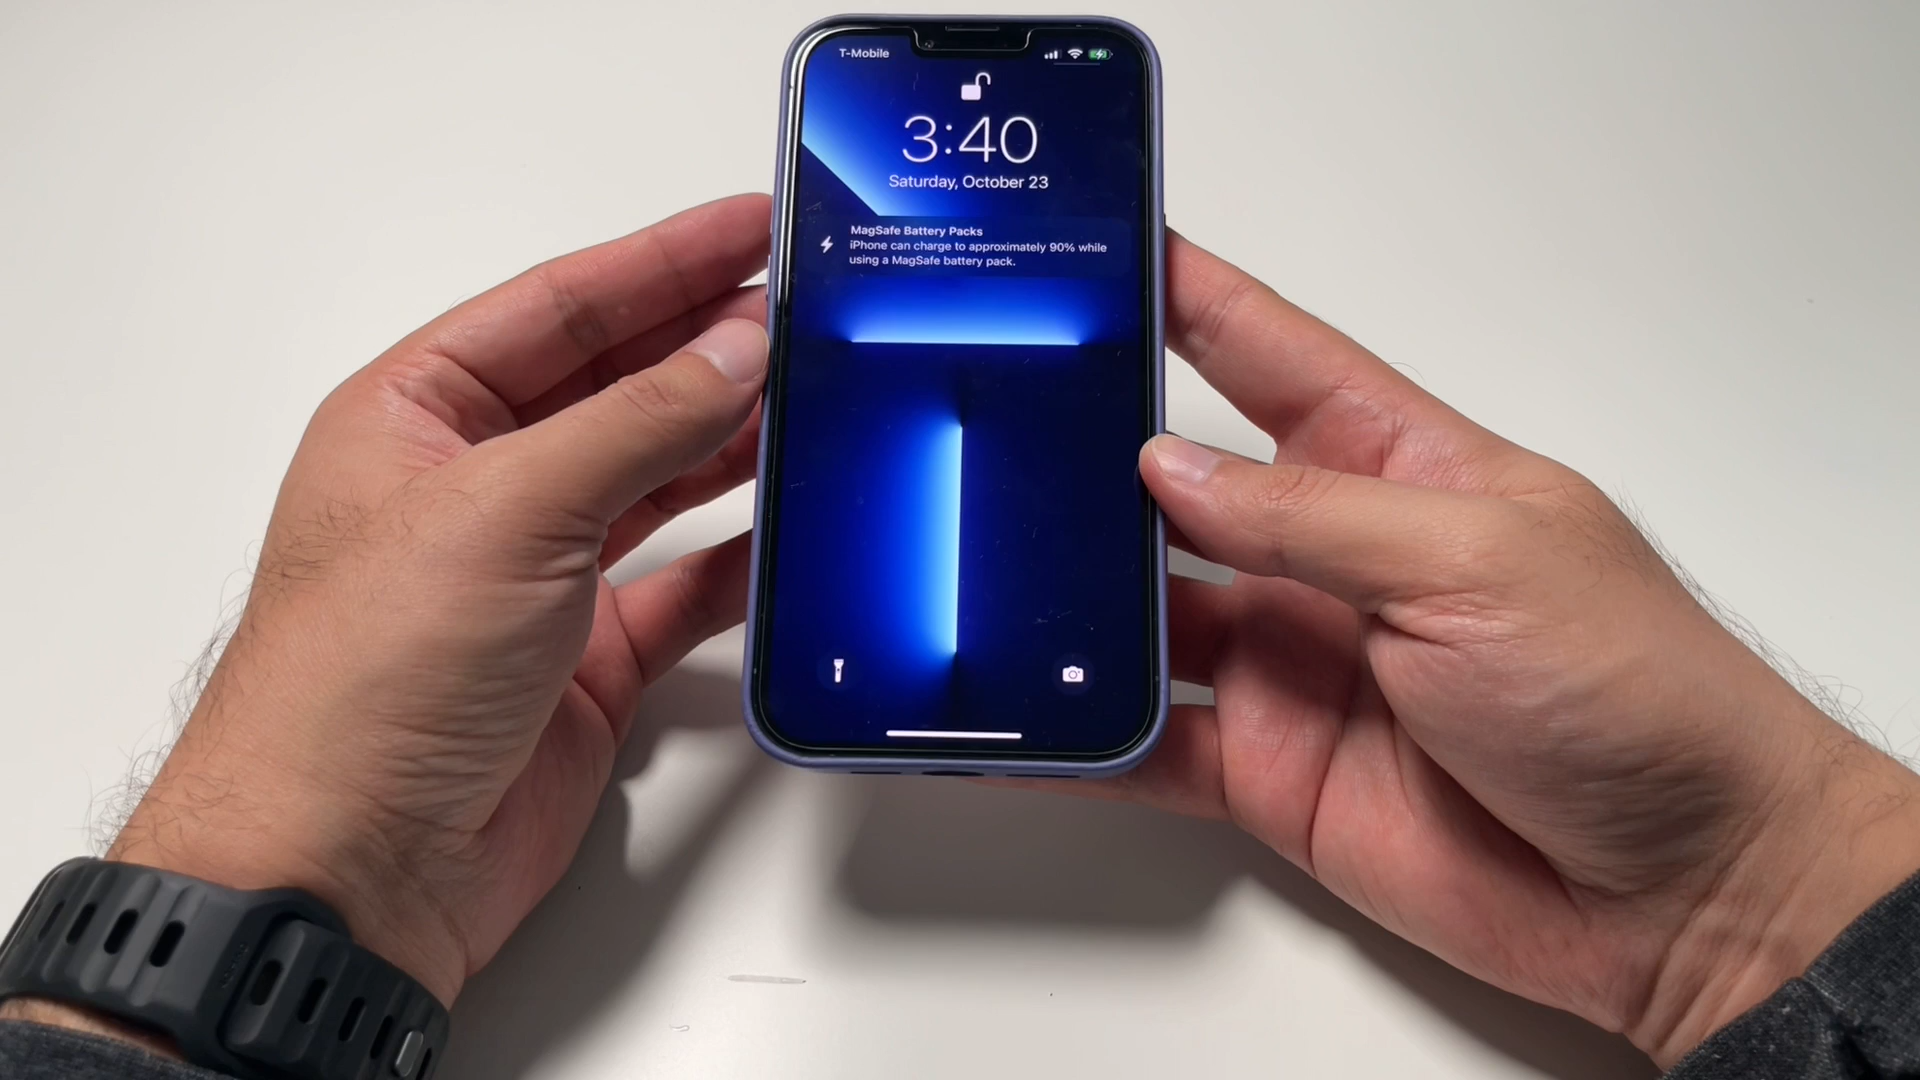 T-Mobile
3:40
Saturday, October 23
MagSafe Battery Packs
iPhone can charge to approximately 90% while
using a MagSafe battery pack.